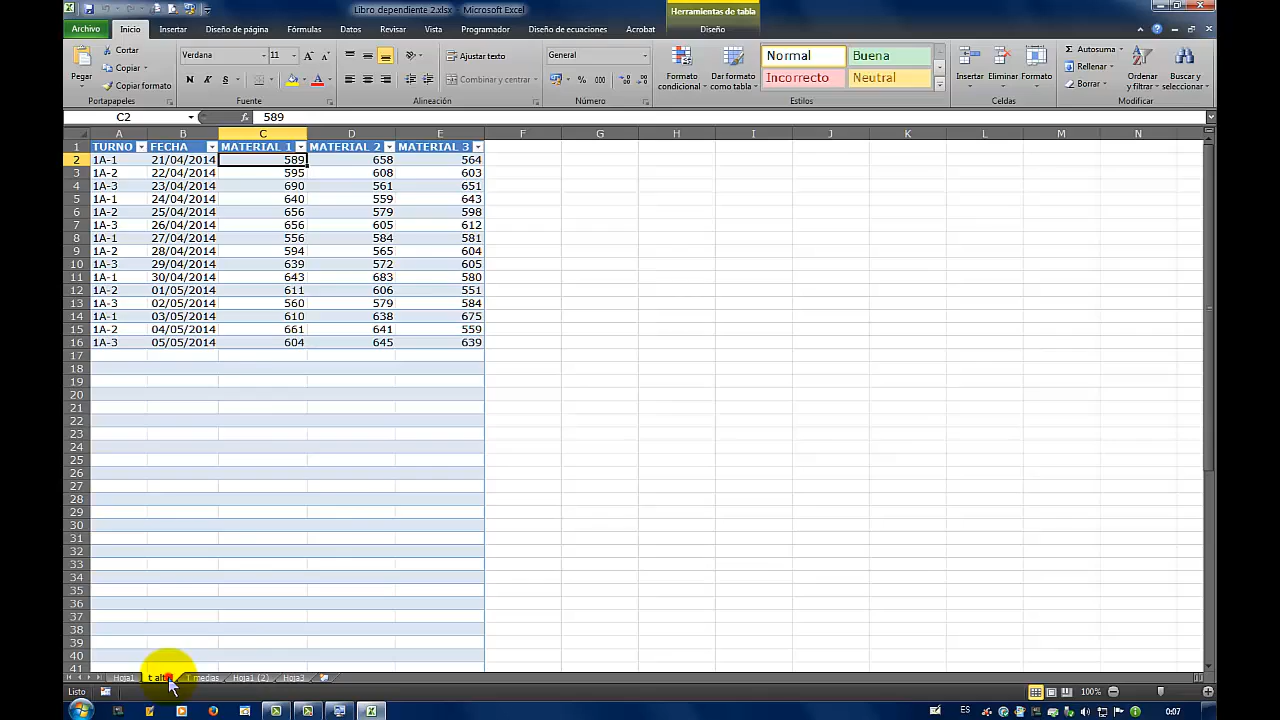 Libro dependiente 2.xlsx - Microsoft Excel
Herramientas de tabla
Archivo Inicio Insertar Diseño de página Fórmulas Datos Revisar Vista Programador Diseño de ecuaciones Acrobat Diseño
Pegar
Cortar
Copiar
Copiar formato
Portapapeles
Verdana 11
N K S
Fuente
Ajustar texto
Combinar y centrar
Alineación
General
% 000
Número
Formato condicional
Dar formato como tabla
Normal Buena
Incorrecto Neutral
Estilos
Insertar Eliminar Formato
Celdas
Autosuma
Rellenar
Borrar
Ordenar y filtrar
Buscar y seleccionar
Modificar
C2 fx 589
A B C D E F G H I J K L M N
1 TURNO FECHA MATERIAL 1 MATERIAL 2 MATERIAL 3
2 1A-1 21/04/2014 589 658 564
3 1A-2 22/04/2014 595 608 603
4 1A-3 23/04/2014 690 561 651
5 1A-1 24/04/2014 640 559 643
6 1A-2 25/04/2014 656 579 598
7 1A-3 26/04/2014 656 605 612
8 1A-1 27/04/2014 556 584 581
9 1A-2 28/04/2014 594 565 604
10 1A-3 29/04/2014 639 572 605
11 1A-1 30/04/2014 643 683 580
12 1A-2 01/05/2014 611 606 551
13 1A-3 02/05/2014 560 579 584
14 1A-1 03/05/2014 610 638 675
15 1A-2 04/05/2014 661 641 559
16 1A-3 05/05/2014 604 645 639
17
18
19
20
21
22
23
24
25
26
27
28
29
30
31
32
33
34
35
36
37
38
39
40
41
Hoja1 medias Hoja1 (2) Hoja3
Listo 100%
ES 0:07